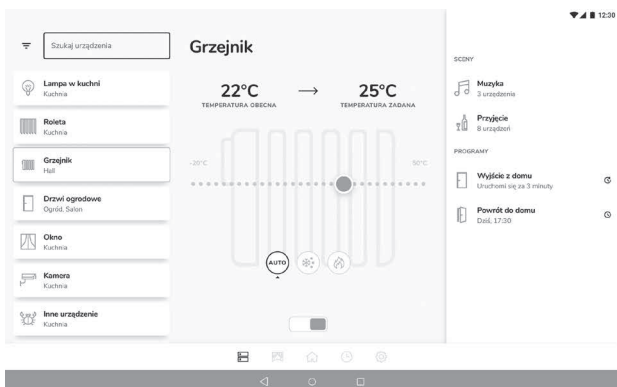 12:30
Szukaj urządzenia
Lampa w kuchni
Kuchnia
Roleta
Kuchnia
Grzejnik
Hall
Drzwi ogrodowe
Ogród, Salon
Okno
Kuchnia
Kamera
Kuchnia
Inne urządzenie
Kuchnia
Grzejnik
22°C → 25°C
TEMPERATURA OBECNA TEMPERATURA ZADANA
-20°C 50°C
AUTO
SCENY
Muzyka
3 urządzenia
Przyjęcie
8 urządzeń
PROGRAMY
Wyjście z domu
Uruchomi się za 3 minuty
Powrót do domu
Dziś, 17:30